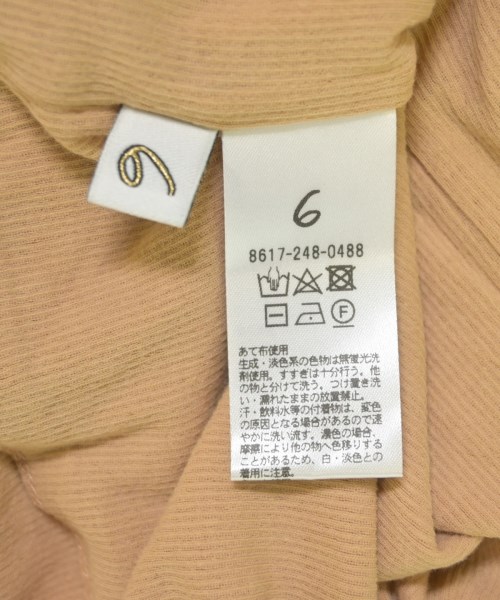 6
6
8617-248-0488
F
あて布使用
生成・淡色系の色物は無蛍光洗
剤使用。すすぎは十分行う。他
の物と分けて洗う。つけ置き洗
い・濡れたままの放置禁止。
汗・飲料水等の付着物は、変色
の原因となる場合があるので速
やかに洗い流す。濃色の場合、
摩擦により他の物へ色移りする
ことがあるため、白・淡色との
着用に注意。